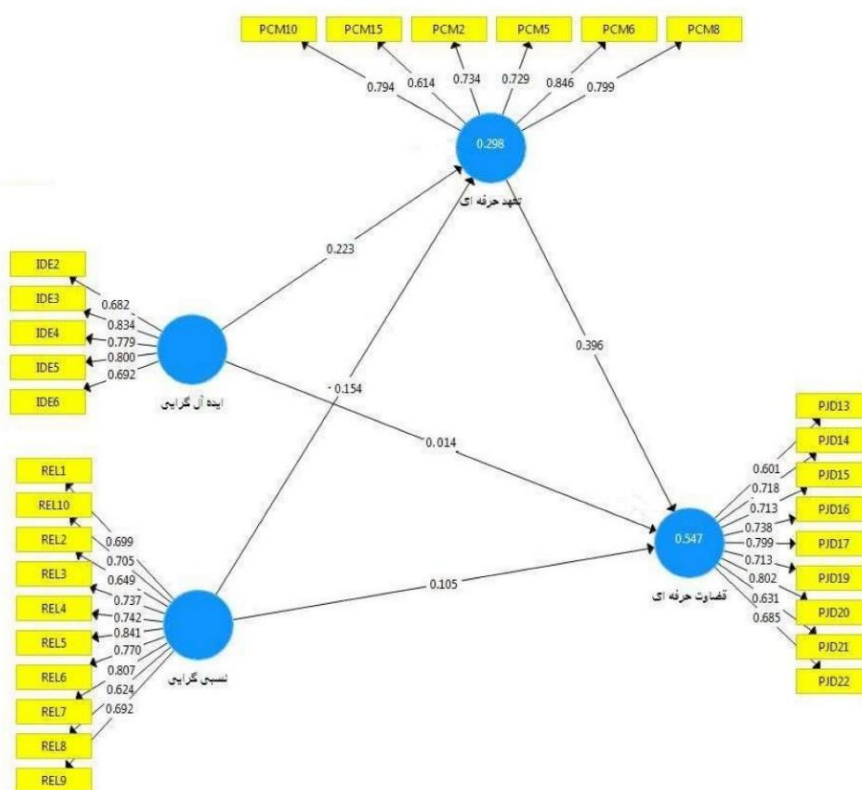 PCM10 PCM15 PCM2 PCM5 PCM6 PCM8
0.794 0.614 0.734 0.729 0.846 0.799
0.298
تعهد حرفه ای
0.223
IDE2
IDE3
IDE4
IDE5
IDE6
0.682
0.834
0.779
0.800
0.692
ایده آل گرایی
0.396
-0.154
0.014
0.105
REL1
REL10
REL2
REL3
REL4
REL5
REL6
REL7
REL8
REL9
0.699
0.705
0.649
0.737
0.742
0.841
0.770
0.807
0.624
0.692
نسبی گرایی
0.547
قضاوت حرفه ای
0.601
0.718
0.713
0.738
0.799
0.713
0.802
0.631
0.685
PJD13
PJD14
PJD15
PJD16
PJD17
PJD19
PJD20
PJD21
PJD22